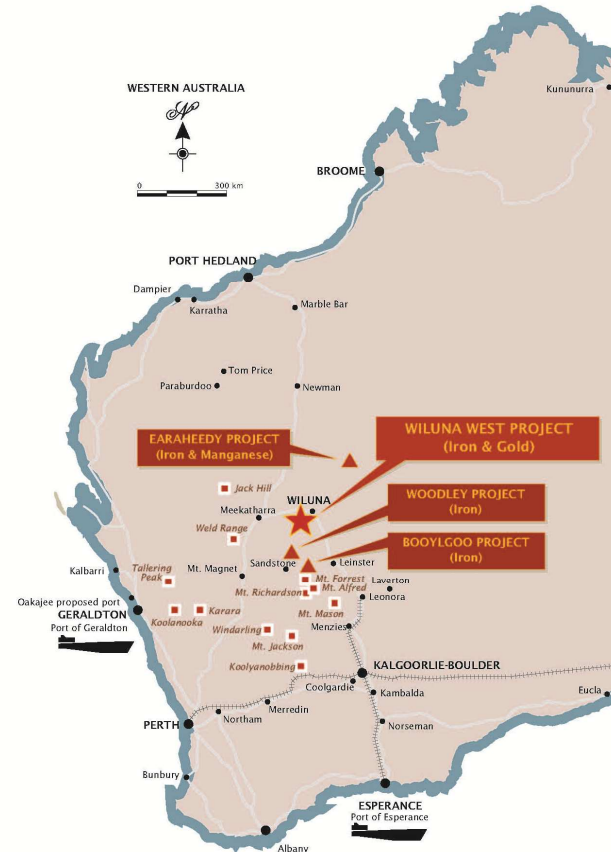 WESTERN AUSTRALIA
N
0
300 km
Kununurra
BROOME
PORT HEDLAND
Dampier
Karratha
Marble Bar
Tom Price
Paraburdoo
Newman
EARAHEEDY PROJECT
(Iron & Manganese)
WILUNA WEST PROJECT
(Iron & Gold)
Jack Hill
WILUNA
WOODLEY PROJECT
(Iron)
Meekatharra
Weld Range
BOOYLGOO PROJECT
(Iron)
Kalbarri
Tallering
Peak
Mt. Magnet
Sandstone
Leinster
Mt. Forrest
Laverton
Mt. Alfred
Mt. Richardson
Leonora
Oakajee proposed port
GERALDTON
Port of Geraldton
Koolanooka
Karara
Mt. Mason
Windarling
Menzies
Mt. Jackson
Koolyanobbing
KALGOORLIE-BOULDER
Coolgardie
Kambalda
Eucla
Merredin
Northam
PERTH
Norseman
Bunbury
ESPERANCE
Port of Esperance
Albany